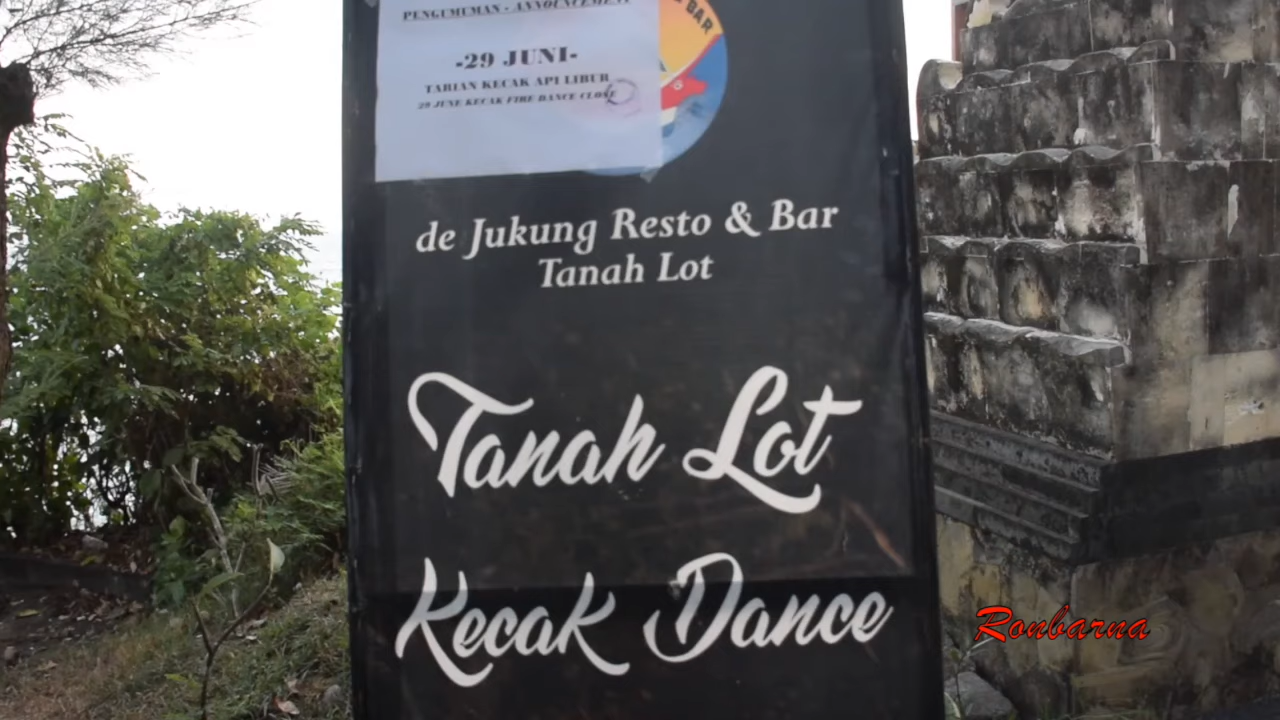 PENGUMUMAN - ANNOUNCEMENT
-29 JUNI-
TARIAN KECAK API LIBUR
29 JUNE KECAK FIRE DANCE CLOSE
BAR
de Jukung Resto & Bar
Tanah Lot
Tanah Lot
Kecak Dance
Ronbarna